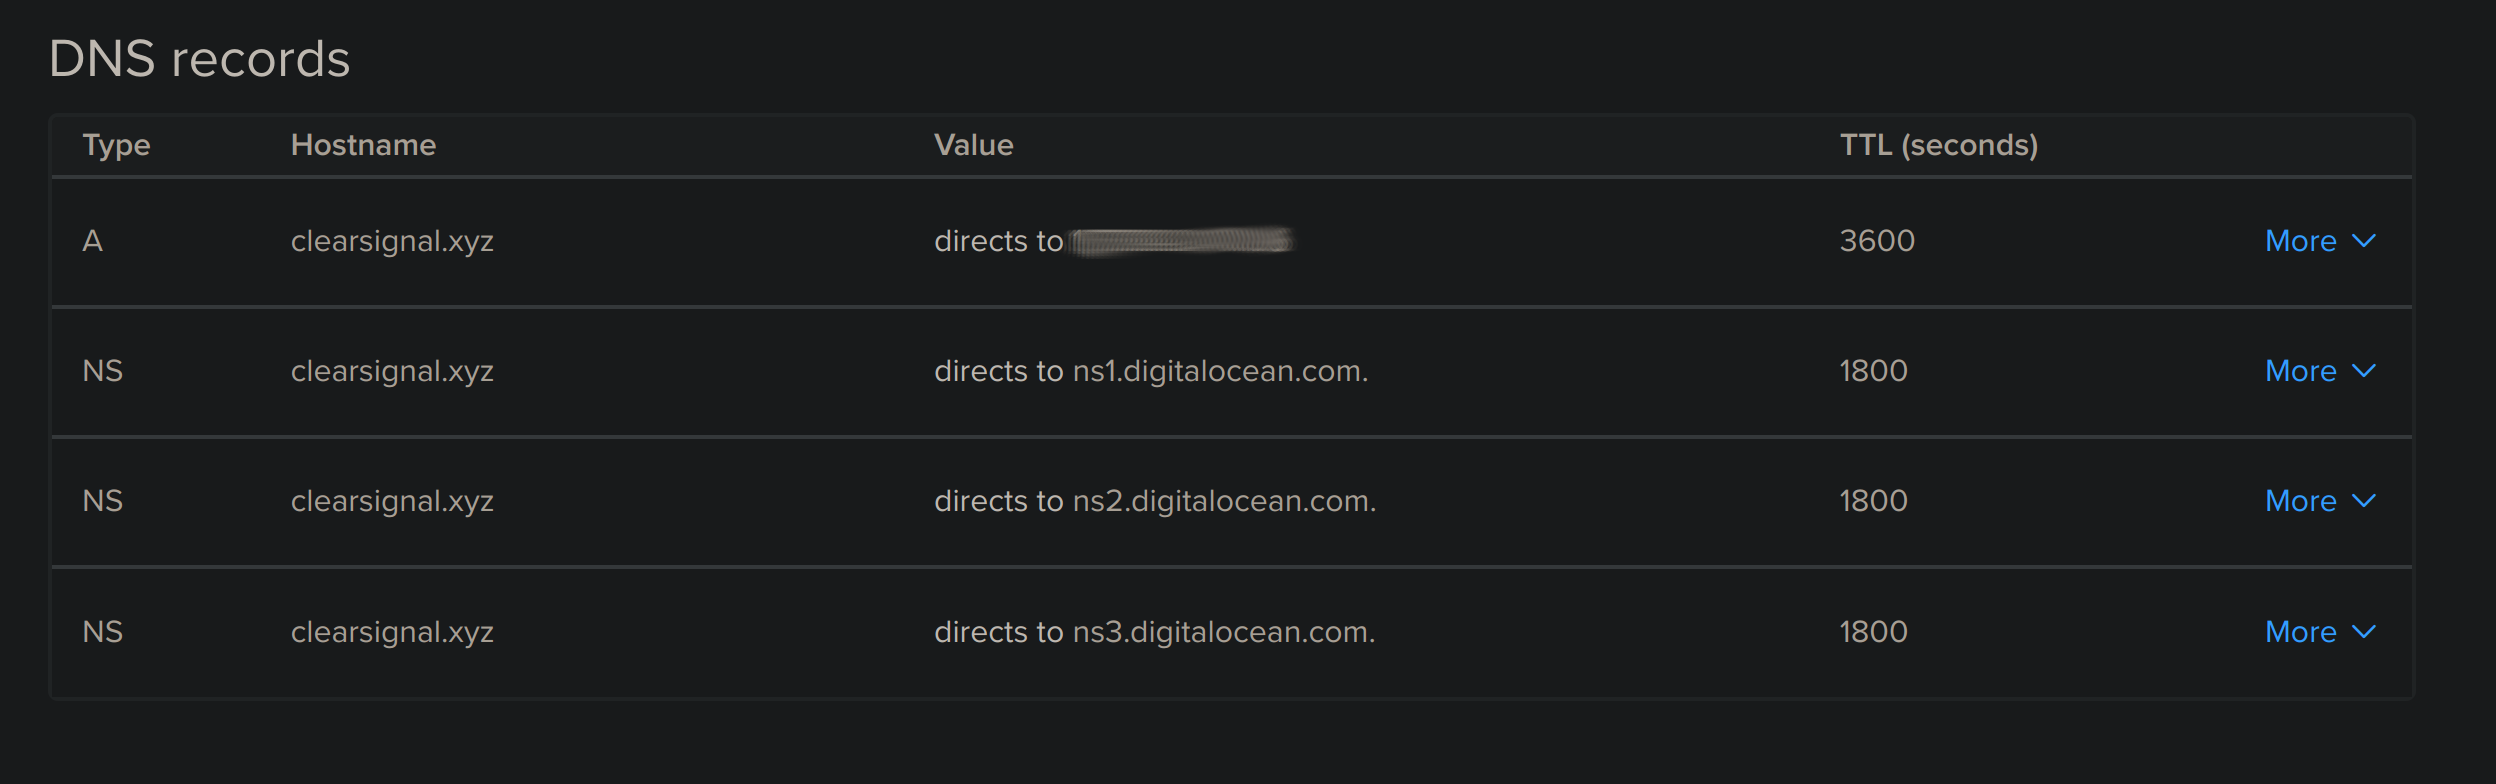 DNS records
Type Hostname Value TTL (seconds)
A clearsignal.xyz directs to 3600 More
NS clearsignal.xyz directs to ns1.digitalocean.com. 1800 More
NS clearsignal.xyz directs to ns2.digitalocean.com. 1800 More
NS clearsignal.xyz directs to ns3.digitalocean.com. 1800 More